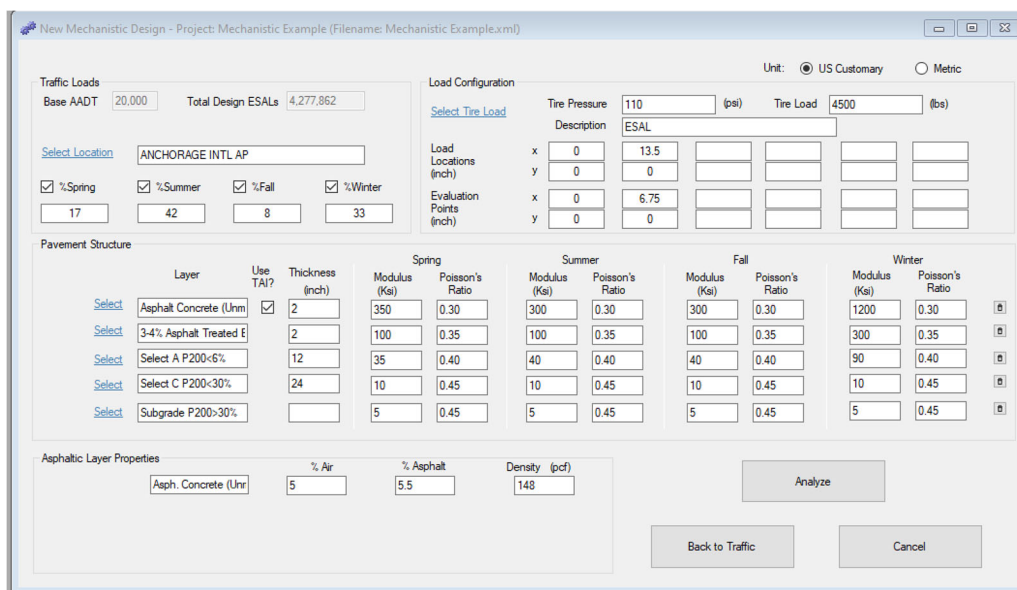 New Mechanistic Design - Project: Mechanistic Example (Filename: Mechanistic Example.xml)
Unit: US Customary Metric
Traffic Loads
Base AADT 20,000 Total Design ESALs 4,277,862
Select Location ANCHORAGE INTL AP
%Spring %Summer %Fall %Winter
17 42 8 33
Load Configuration
Select Tire Load
Tire Pressure 110 (psi) Tire Load 4500 (lbs)
Description ESAL
Load
Locations
(inch)
x 0 13.5
y 0 0
Evaluation
Points
(inch)
x 0 6.75
y 0 0
Pavement Structure
Spring Summer Fall Winter
Layer Use
TAI? Thickness
(inch) Modulus
(Ksi) Poisson's
Ratio Modulus
(Ksi) Poisson's
Ratio Modulus
(Ksi) Poisson's
Ratio Modulus
(Ksi) Poisson's
Ratio
Select Asphalt Concrete (Unm 2 350 0.30 300 0.30 300 0.30 1200 0.30
Select 3-4% Asphalt Treated E 2 100 0.35 100 0.35 100 0.35 300 0.35
Select Select A P200<6% 12 35 0.40 40 0.40 40 0.40 90 0.40
Select Select C P200<30% 24 10 0.45 10 0.45 10 0.45 10 0.45
Select Subgrade P200>30% 5 0.45 5 0.45 5 0.45 5 0.45
Asphaltic Layer Properties
% Air % Asphalt Density (pcf)
Asph. Concrete (Unr 5 5.5 148
Analyze
Back to Traffic Cancel